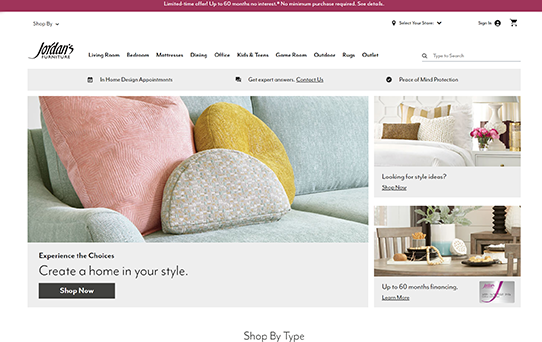 Limited-time offer! Up to 60 months no interest.* No minimum purchase required. See details.
Shop By
Select Your Store:
Sign In
Jordan's
FURNITURE
Living Room Bedroom Mattresses Dining Office Kids & Teens Game Room Outdoor Rugs Outlet
Type to Search
In Home Design Appointments
Get expert answers. Contact Us
Peace of Mind Protection
Looking for style ideas?
Shop Now
Experience the Choices
Create a home in your style.
Shop Now
Up to 60 months financing.
Learn More
Shop By Type